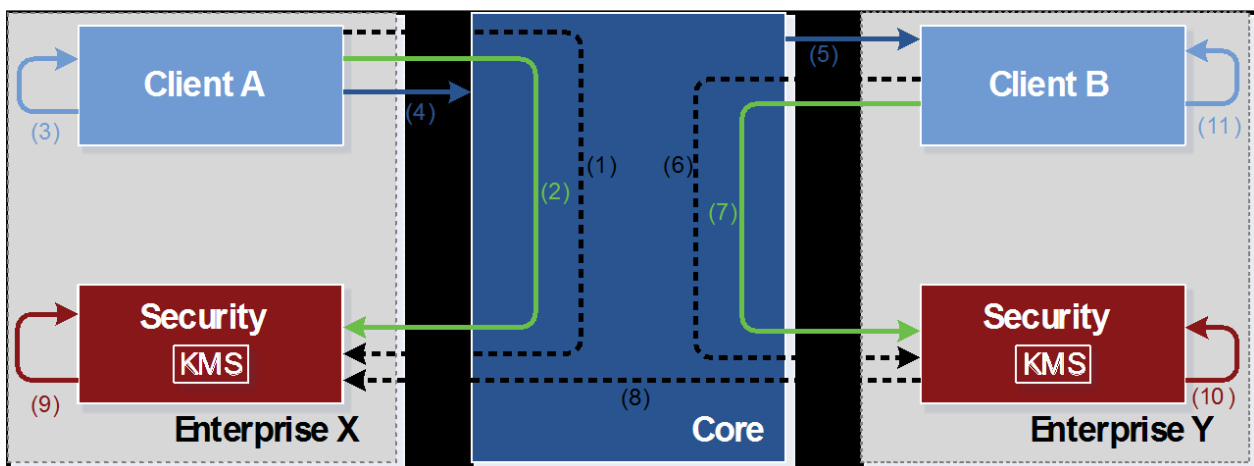 Client A
(3)
(4)
(1)
(2)
(5)
(6)
(7)
Client B
(11)
Security
KMS
(9)
Enterprise X
(8)
Core
Security
KMS
(10)
Enterprise Y